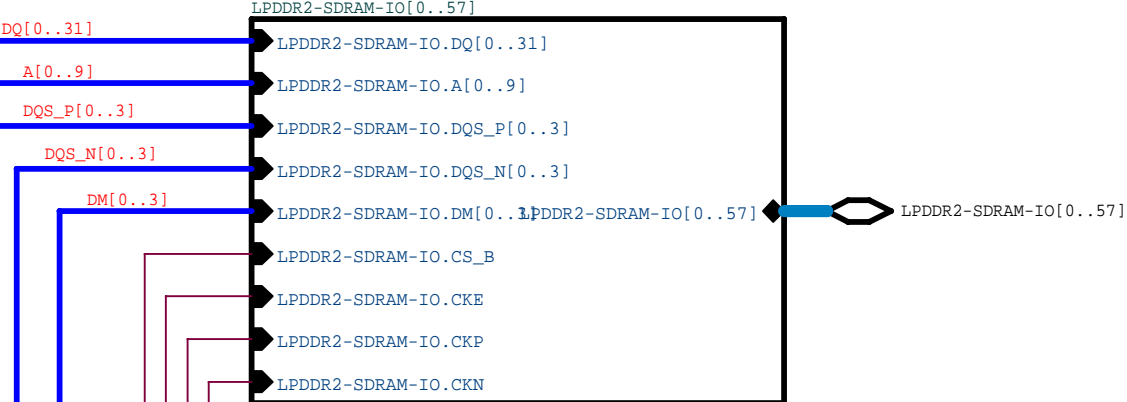 LPDDR2-SDRAM-IO[0..57]
DQ[0..31]
LPDDR2-SDRAM-IO.DQ[0..31]
A[0..9]
LPDDR2-SDRAM-IO.A[0..9]
DQS_P[0..3]
LPDDR2-SDRAM-IO.DQS_P[0..3]
DQS_N[0..3]
LPDDR2-SDRAM-IO.DQS_N[0..3]
DM[0..3]
LPDDR2-SDRAM-IO.DM[0..3]
LPDDR2-SDRAM-IO[0..57]
LPDDR2-SDRAM-IO[0..57]
LPDDR2-SDRAM-IO.CS_B
LPDDR2-SDRAM-IO.CKE
LPDDR2-SDRAM-IO.CKP
LPDDR2-SDRAM-IO.CKN